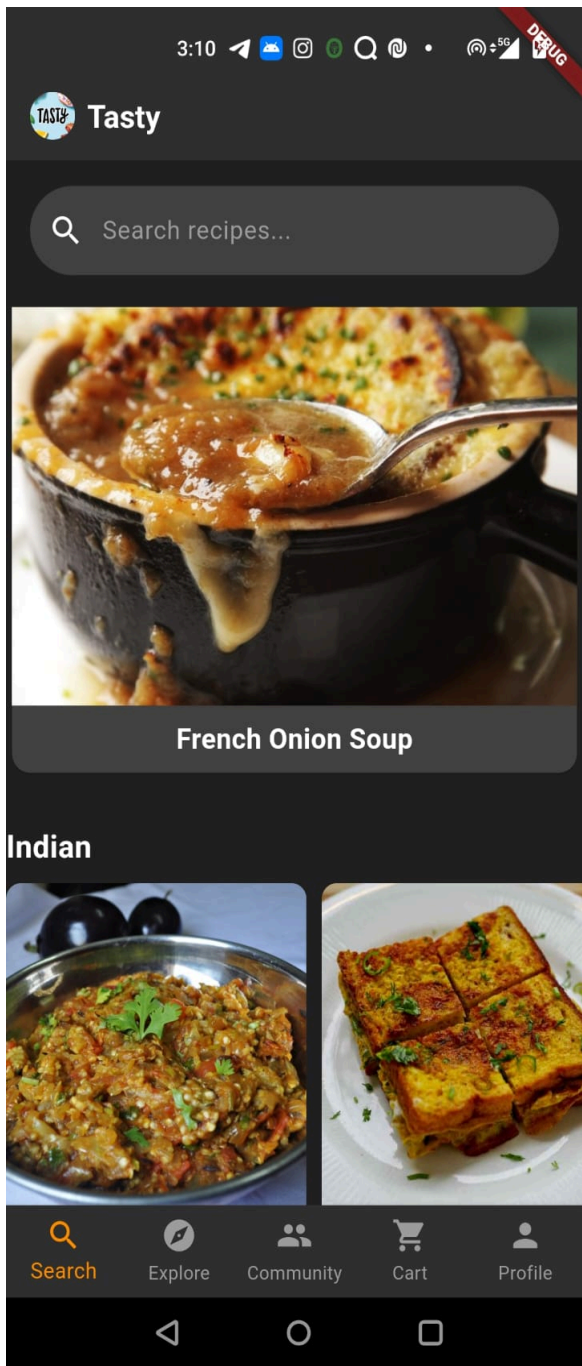 3:10
5G
DEBUG
TASTY
Tasty
Search recipes...
French Onion Soup
Indian
Search
Explore
Community
Cart
Profile